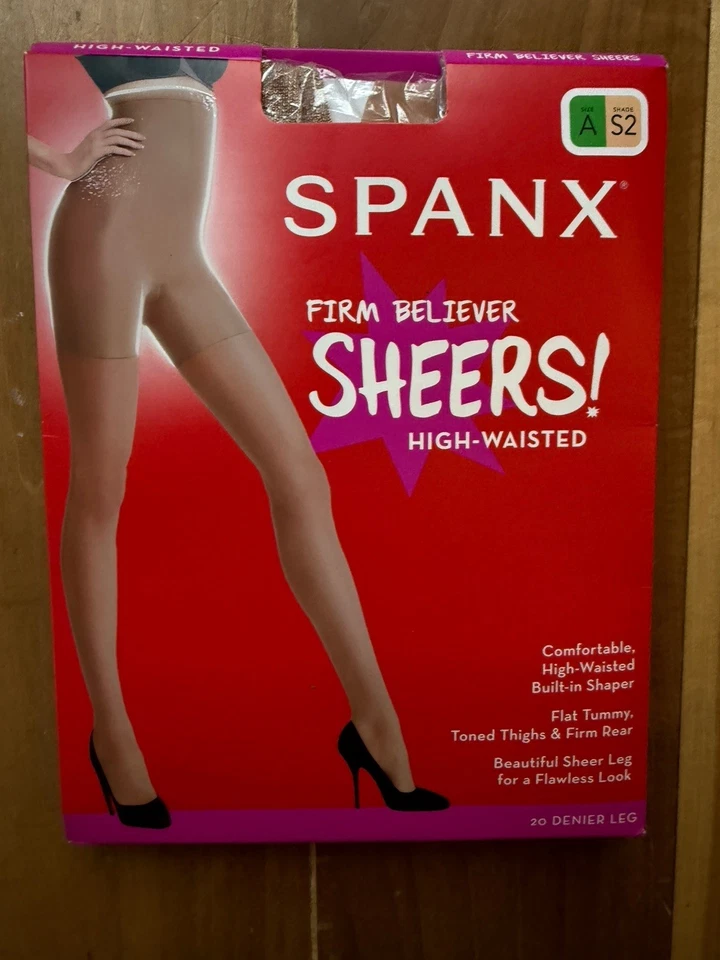 HIGH-WAISTED
FIRM BELIEVER SHEERS
SIZE
A
SHADE
S2
SPANX®
FIRM BELIEVER
SHEERS!
HIGH-WAISTED
Comfortable,
High-Waisted
Built-in Shaper
Flat Tummy,
Toned Thighs & Firm Rear
Beautiful Sheer Leg
for a Flawless Look
20 DENIER LEG